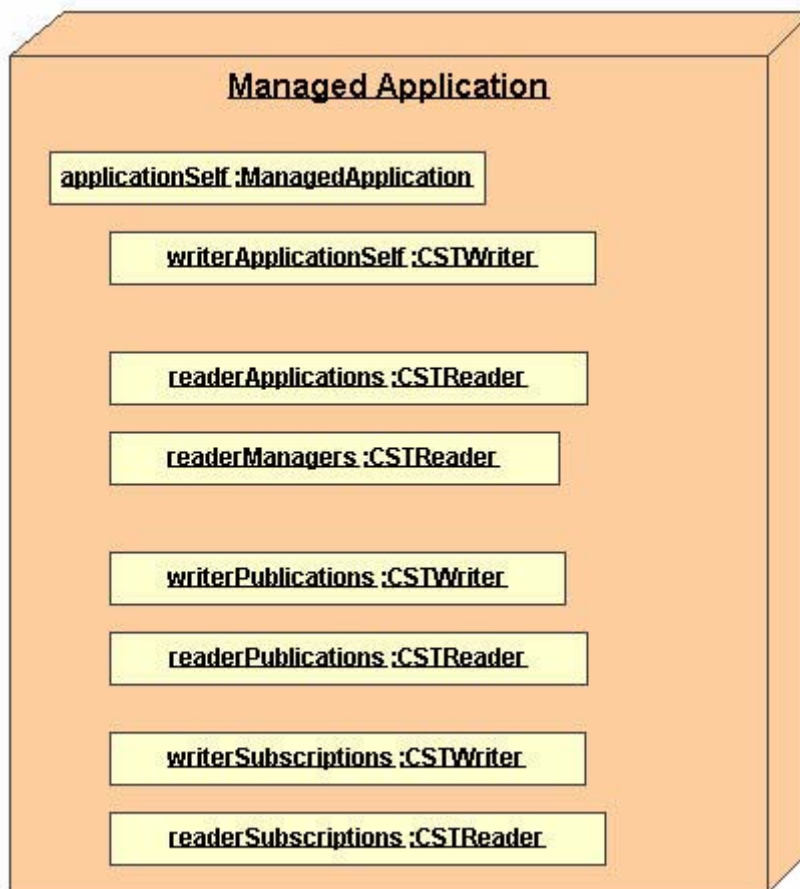 Managed Application
applicationSelf :ManagedApplication
writerApplicationSelf :CSTWriter
readerApplications :CSTReader
readerManagers :CSTReader
writerPublications :CSTWriter
readerPublications :CSTReader
writerSubscriptions :CSTWriter
readerSubscriptions :CSTReader